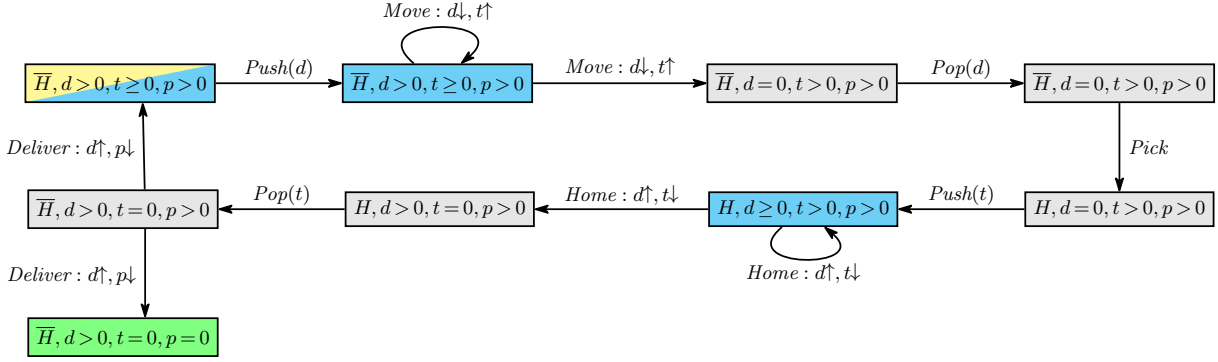 Move : d↓, t↑
H̅, d > 0, t ≥ 0, p > 0
Push(d)
H̅, d > 0, t ≥ 0, p > 0
Move : d↓, t↑
H̅, d = 0, t > 0, p > 0
Pop(d)
H̅, d = 0, t > 0, p > 0
Deliver : d↑, p↓
Pick
H̅, d > 0, t = 0, p > 0
Pop(t)
H, d > 0, t = 0, p > 0
Home : d↑, t↓
H, d ≥ 0, t > 0, p > 0
Push(t)
H, d = 0, t > 0, p > 0
Deliver : d↑, p↓
Home : d↑, t↓
H̅, d > 0, t = 0, p = 0